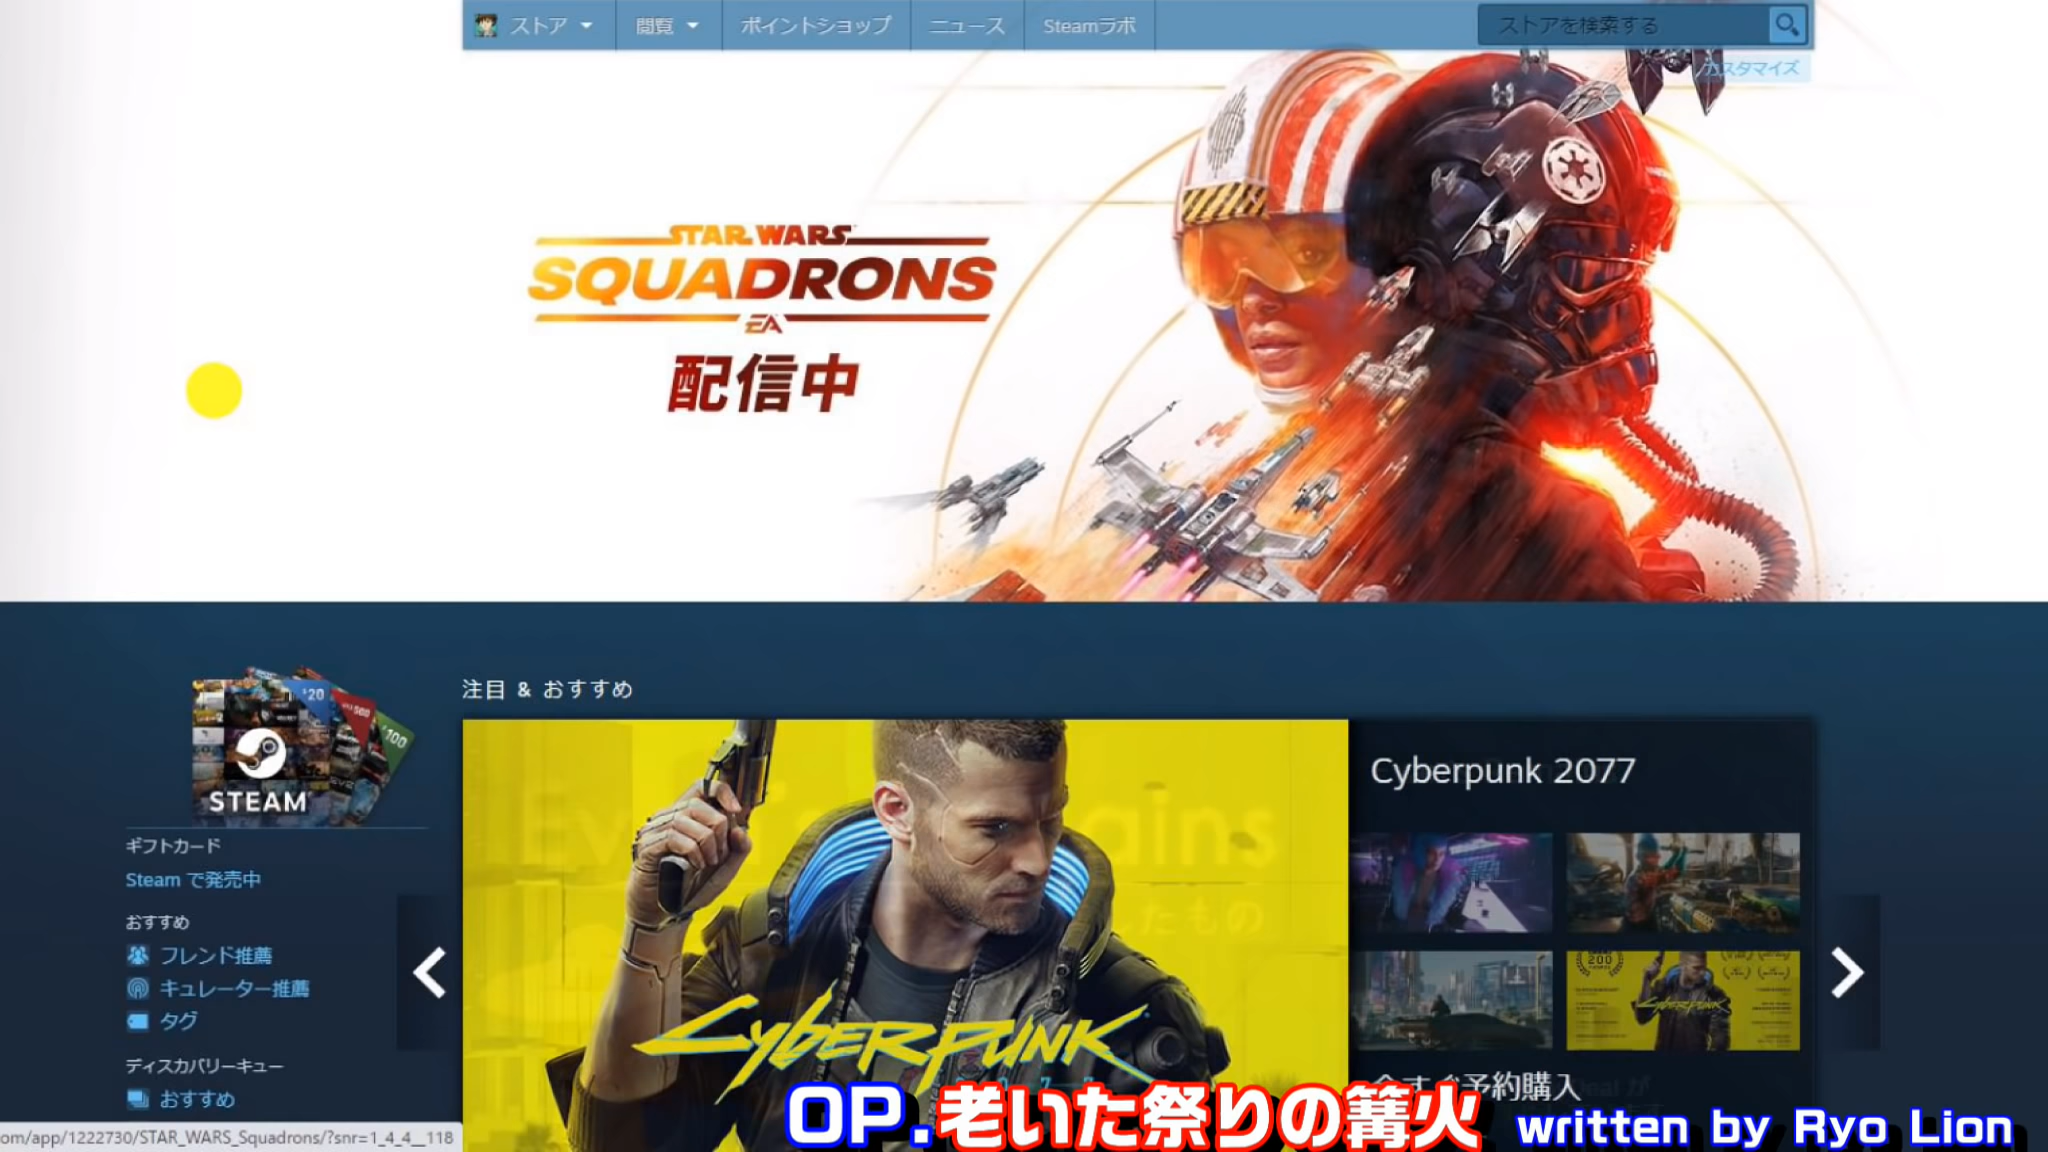 ストア
閲覧
ポイントショップ
ニュース
Steamラボ
ストアを検索する
カスタマイズ
STAR WARS
SQUADRONS
EA
配信中
$20
$100
STEAM
注目 & おすすめ
Cyberpunk 2077
ギフトカード
Steam で発売中
おすすめ
フレンド推薦
キュレーター推薦
タグ
ディスカバリーキュー
おすすめ
CYBERPUNK
今すぐ予約購入
om/app/1222730/STAR_WARS_Squadrons/?snr=1_4_4__118
OP.老いた祭りの篝火 written by Ryo Lion